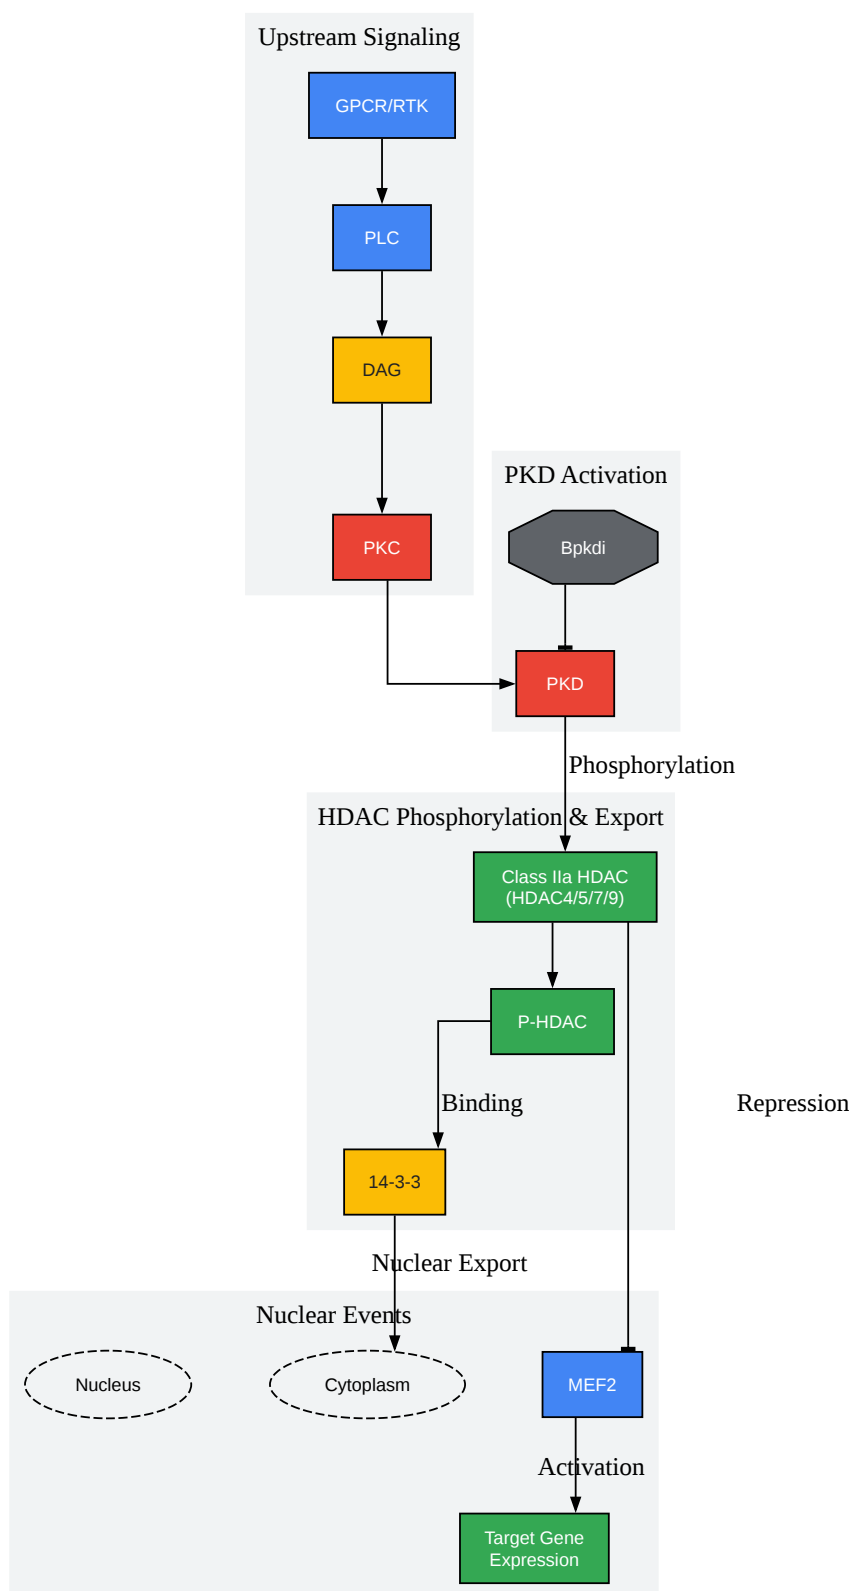 Upstream Signaling
GPCR/RTK
PLC
DAG
PKC
PKD Activation
Bpkdi
PKD
Phosphorylation
HDAC Phosphorylation & Export
Class IIa HDAC
(HDAC4/5/7/9)
P-HDAC
Binding
Repression
14-3-3
Nuclear Export
Nuclear Events
Nucleus
Cytoplasm
MEF2
Activation
Target Gene
Expression